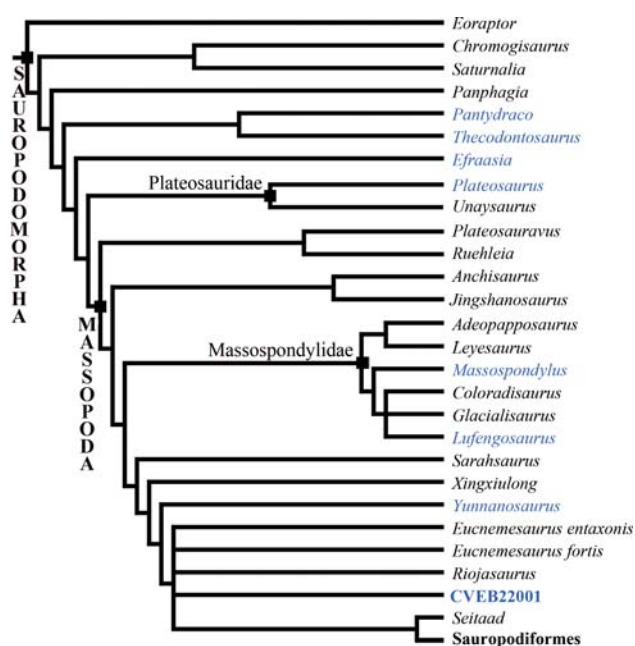 Eoraptor
Chromogisaurus
Saturnalia
Panphagia
Pantydraco
Thecodontosaurus
Efraasia
Plateosauridae
Plateosaurus
Unaysaurus
SAUROPODOMORPHA
Plateosauravus
Ruehleia
Anchisaurus
Jingshanosaurus
MASSOPODA
Adeopapposaurus
Massospondylidae
Leyesaurus
Massospondylus
Coloradisaurus
Glacialisaurus
Lufengosaurus
Sarahsaurus
Xingxiulong
Yunnanosaurus
Eucnemesaurus entaxonis
Eucnemesaurus fortis
Riojasaurus
CVEB22001
Seitaad
Sauropodiformes